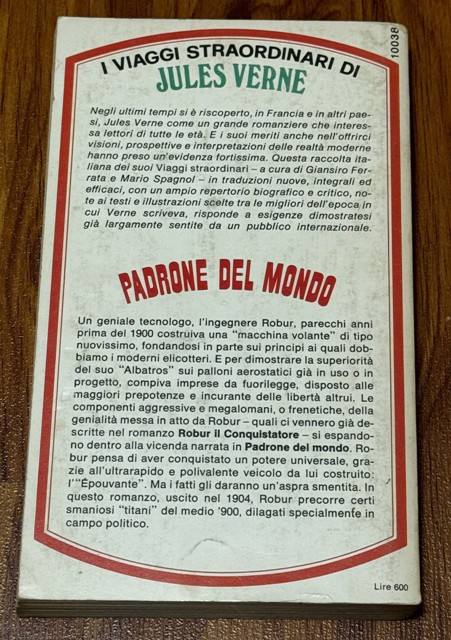 10038
I VIAGGI STRAORDINARI DI
JULES VERNE
Negli ultimi tempi si è riscoperto, in Francia e in altri pae-
si, Jules Verne come un grande romanziere che interes-
sa lettori di tutte le età. E i suoi meriti anche nell'offrirci
visioni, prospettive e interpretazioni delle realtà moderne
hanno preso un'evidenza fortissima. Questa raccolta ita-
liana dei suoi Viaggi straordinari – a cura di Giansiro Fer-
rata e Mario Spagnol – in traduzioni nuove, integrali ed
efficaci, con un ampio repertorio biografico e critico, no-
te ai testi e illustrazioni scelte tra le migliori dell'epoca in
cui Verne scriveva, risponde a esigenze dimostratesi
già largamente sentite da un pubblico internazionale.
PADRONE DEL MONDO
Un geniale tecnologo, l'ingegnere Robur, parecchi anni
prima del 1900 costruiva una "macchina volante" di tipo
nuovissimo, fondandosi in parte sui principi ai quali dob-
biamo i moderni elicotteri. E per dimostrare la superiorità
del suo "Albatros" sui palloni aerostatici già in uso o in
progetto, compiva imprese da fuorilegge, disposto alle
maggiori prepotenze e incurante delle libertà altrui. Le
componenti aggressive e megalomani, o frenetiche, della
genialità messa in atto da Robur – quali ci vennero già de-
scritte nel romanzo Robur il Conquistatore – si espando-
no dentro alla vicenda narrata in Padrone del mondo. Ro-
bur pensa di aver conquistato un potere universale, gra-
zie all'ultrarapido e polivalente veicolo da lui costruito:
l'"Épouvante". Ma i fatti gli daranno un'aspra smentita. In
questo romanzo, uscito nel 1904, Robur precorre certi
smaniosi "titani" del medio '900, dilagati specialmente in
campo politico.
Lire 600